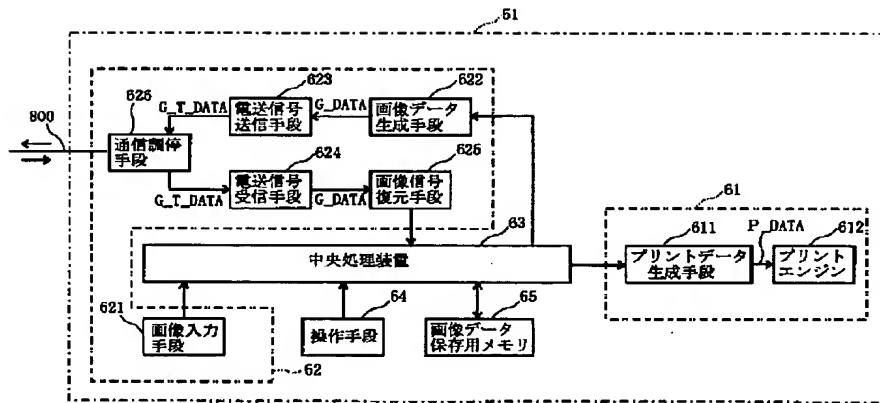 51
623
622
626
G_T_DATA
電送信号
送信手段
G_DATA
画像データ
生成手段
800
通信調停
手段
624
625
G_T_DATA
電送信号
受信手段
G_DATA
画像信号
復元手段
61
63
611
P_DATA
612
中央処理装置
プリントデータ
生成手段
プリント
エンジン
621
64
65
画像入力
手段
操作手段
画像データ
保存用メモリ
62